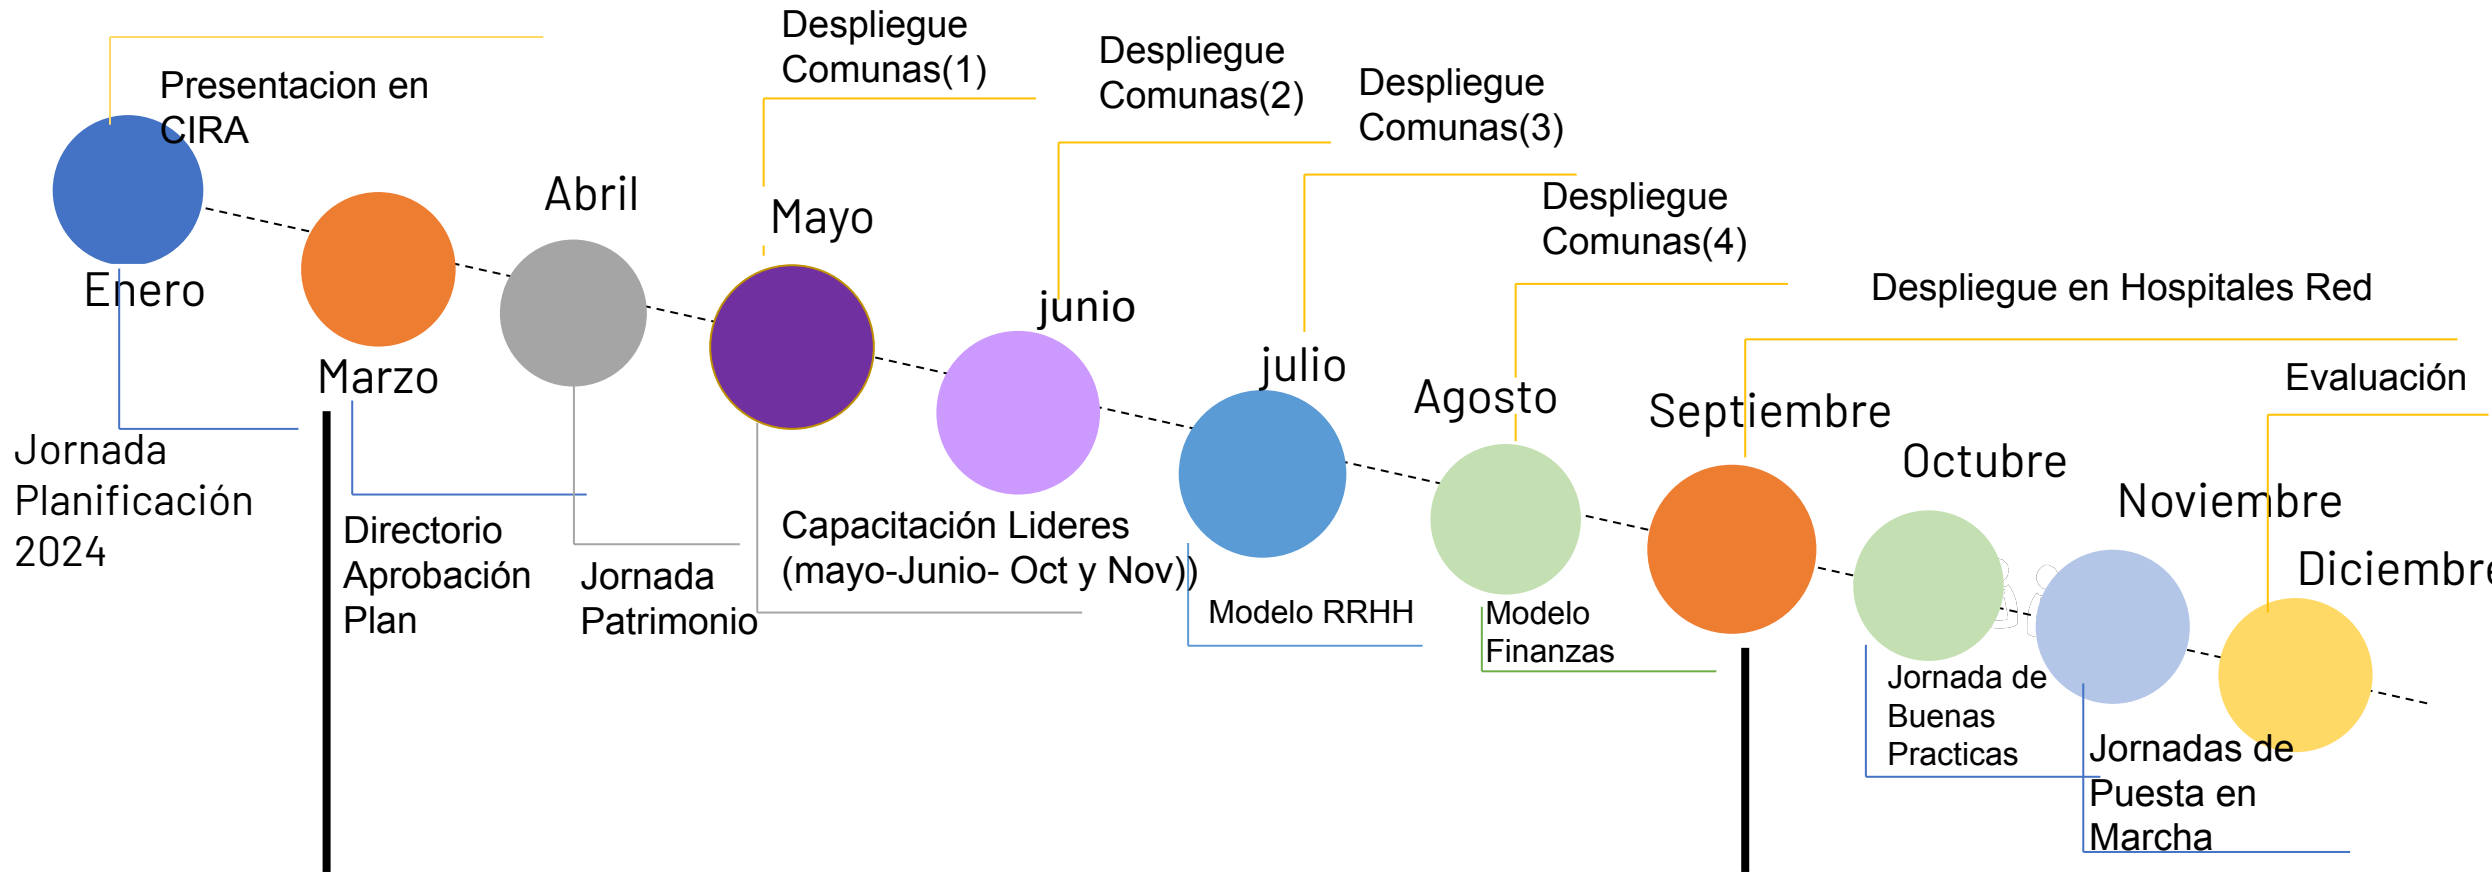 Presentacion en
CIRA
Enero
Jornada
Planificación
2024
Marzo
Directorio
Aprobación
Plan
Abril
Jornada
Patrimonio
Despliegue
Comunas(1)
Mayo
Capacitación Lideres
(mayo-Junio- Oct y Nov))
Despliegue
Comunas(2)
junio
Despliegue
Comunas(3)
julio
Modelo RRHH
Despliegue
Comunas(4)
Agosto
Modelo
Finanzas
Despliegue en Hospitales Red
Septiembre
Octubre
Jornada de
Buenas
Practicas
Noviembre
Jornadas de
Puesta en
Marcha
Evaluación
Diciembre